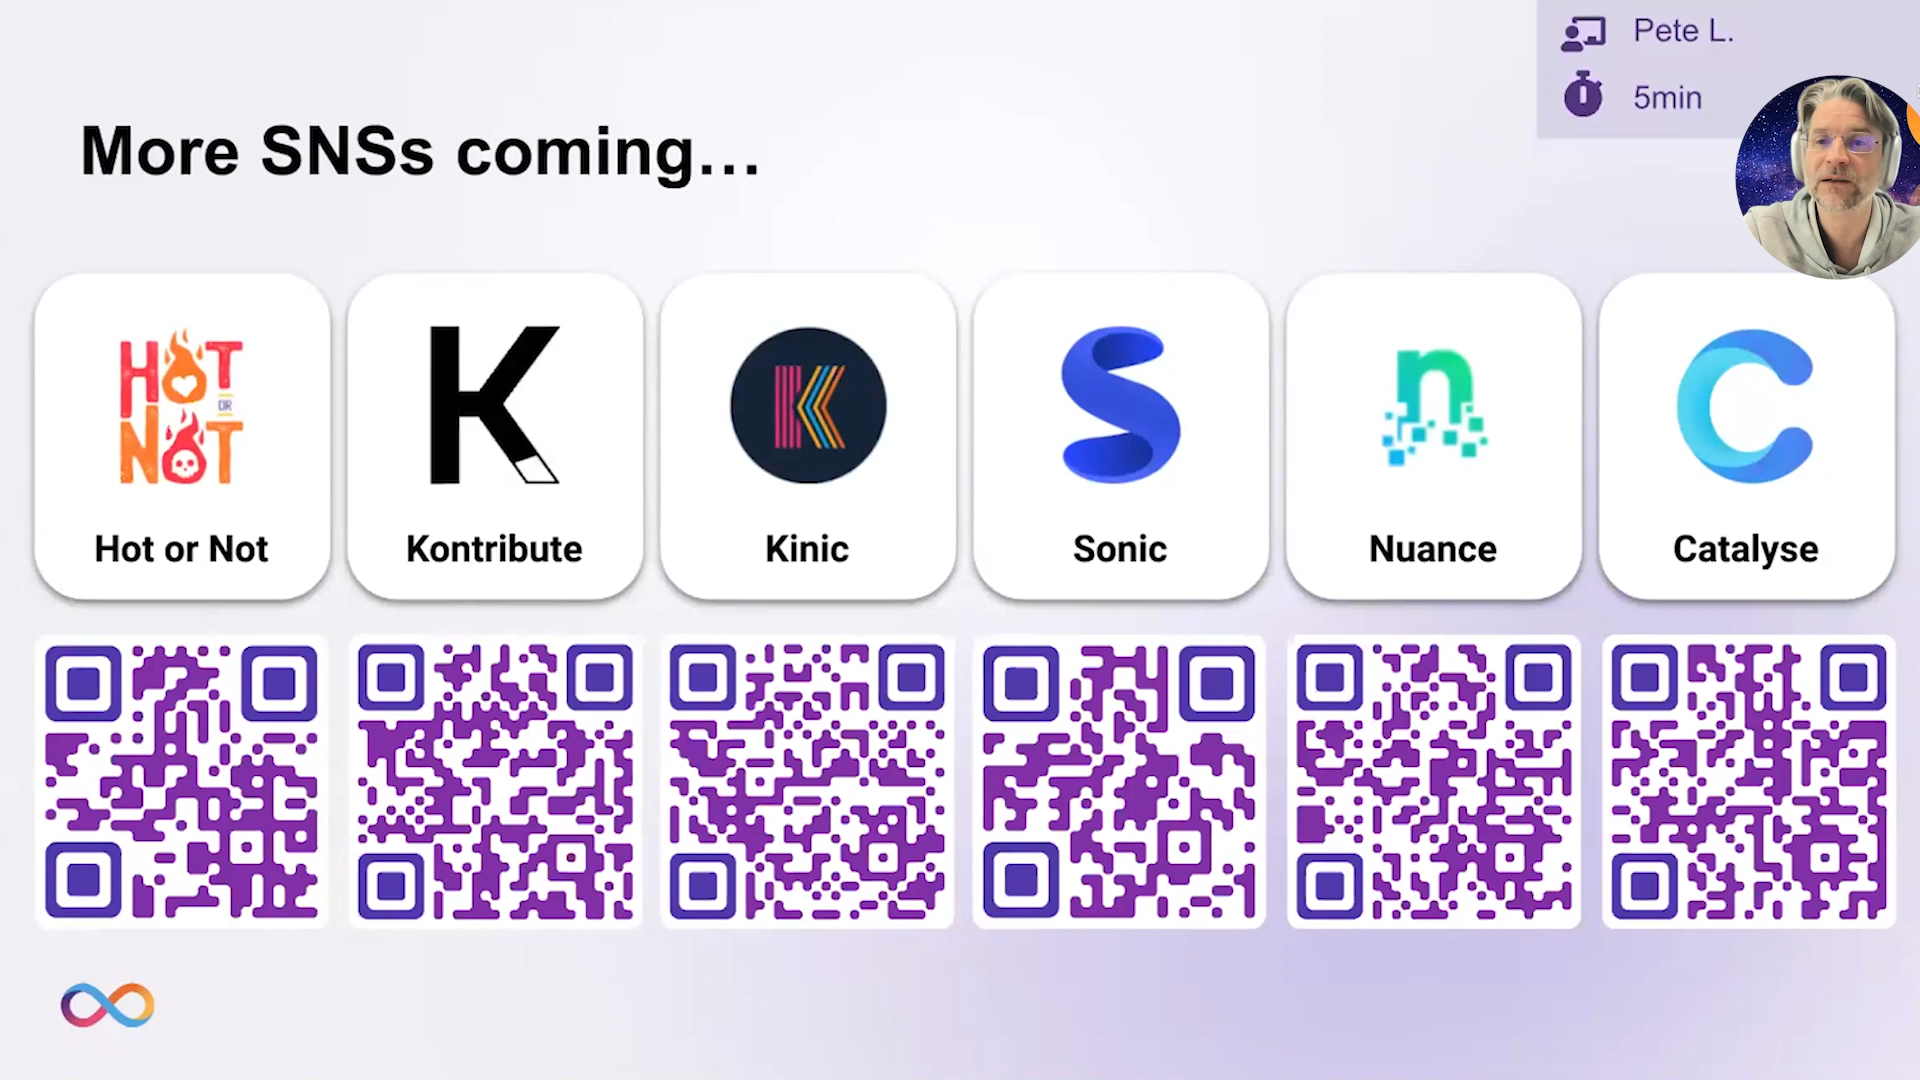 Pete L.
5min
More SNSs coming...
HOT
OR
NOT
K
K
S
n
C
Hot or Not
Kontribute
Kinic
Sonic
Nuance
Catalyse